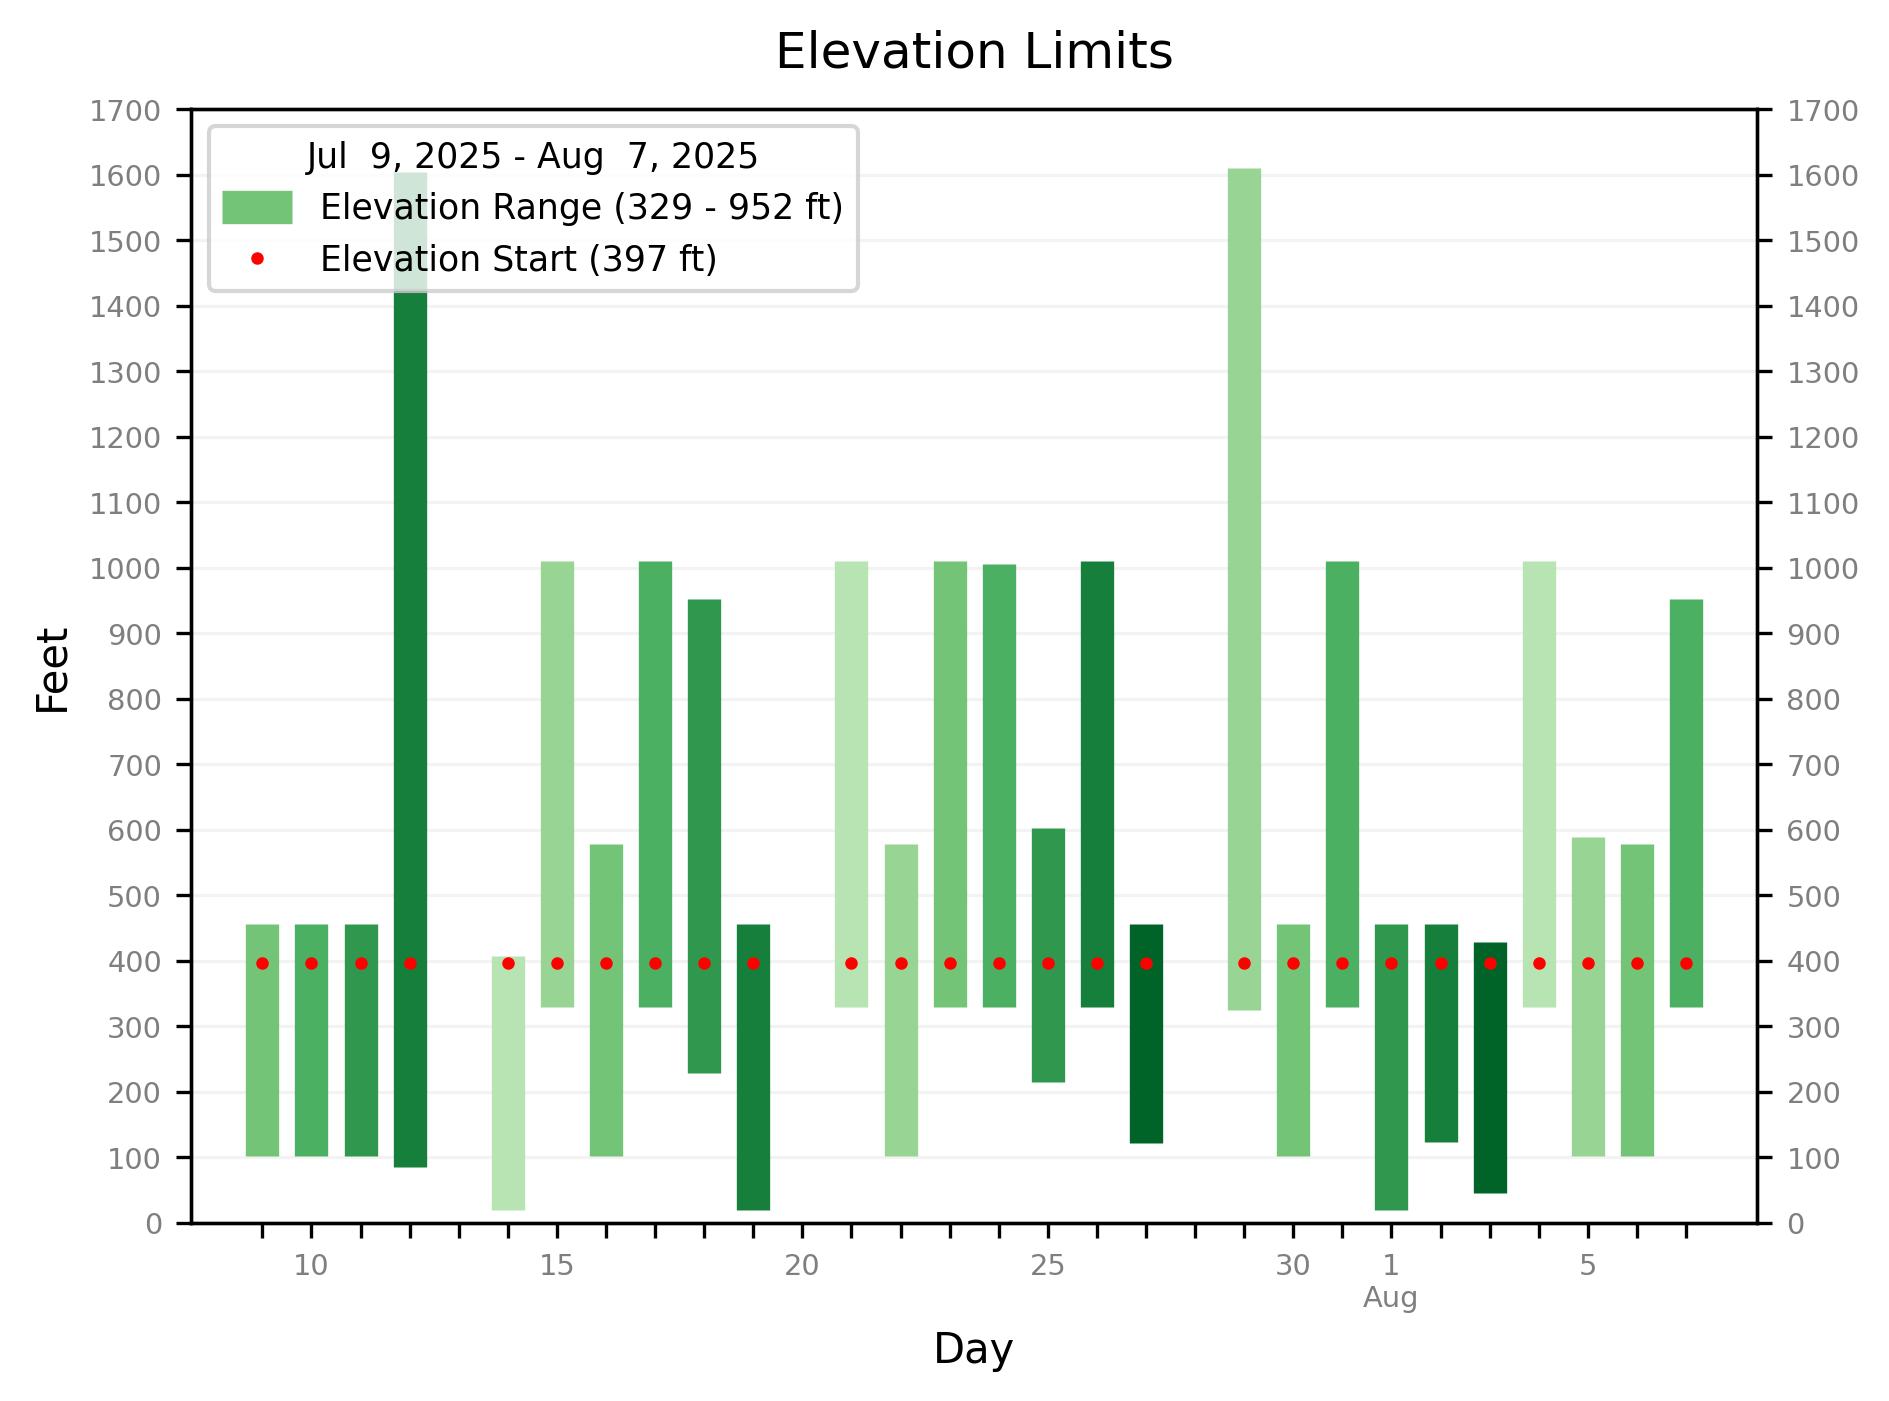 Elevation Limits
Jul  9, 2025 - Aug  7, 2025
Elevation Range (329 - 952 ft)
Elevation Start (397 ft)
1700 1700
1600 1600
1500 1500
1400 1400
1300 1300
1200 1200
1100 1100
1000 1000
900 900
800 800
700 700
600 600
500 500
400 400
300 300
200 200
100 100
0 0
Feet
10 15 20 25 30 1 5
Aug
Day